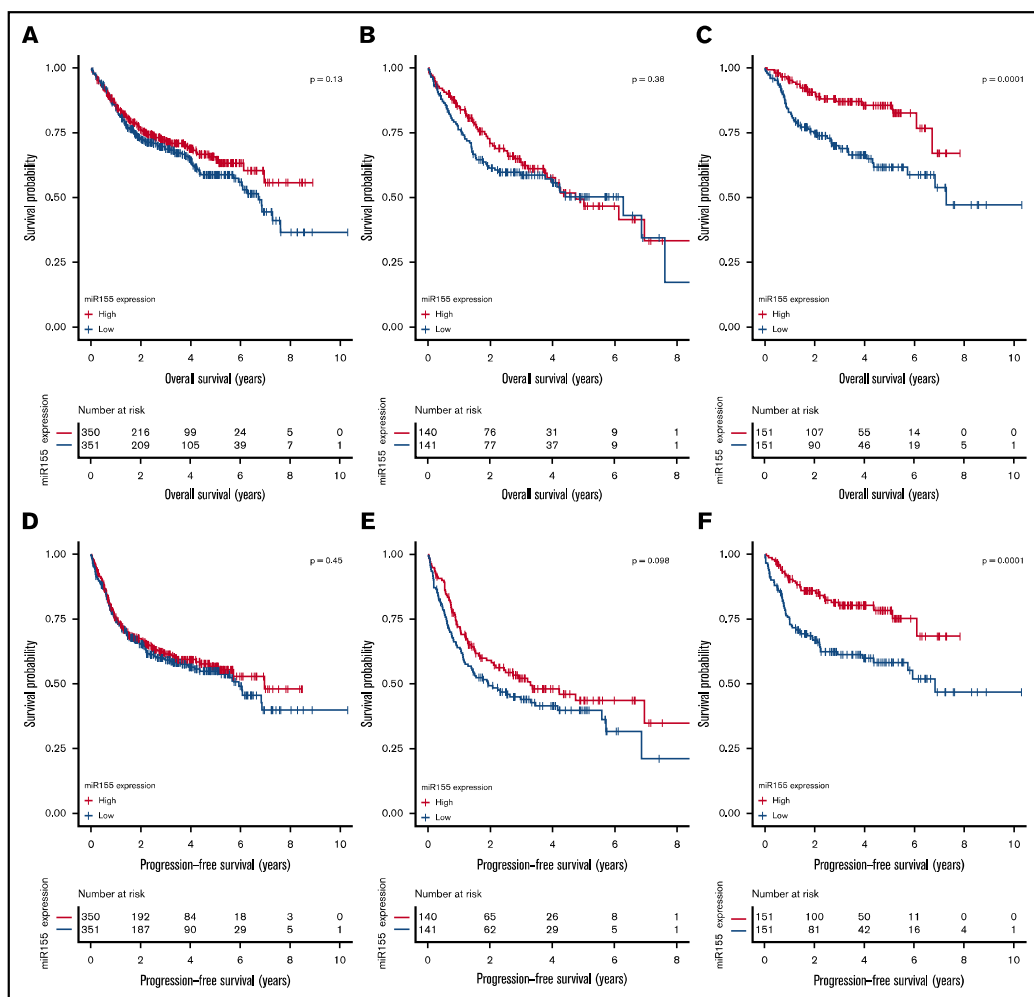 A
1.00
0.75
0.50
0.25
0.00
Survival probability
p = 0.13
miR155 expression
High
Low
0 2 4 6 8 10
Overall survival (years)
Number at risk
miR155 expression
350 216 99 24 5 0
351 209 105 39 7 1
0 2 4 6 8 10
Overall survival (years)
B
1.00
0.75
0.50
0.25
0.00
Survival probability
p = 0.36
miR155 expression
High
Low
0 2 4 6 8
Overall survival (years)
Number at risk
miR155 expression
140 76 31 9 1
141 77 37 9 1
0 2 4 6 8
Overall survival (years)
C
1.00
0.75
0.50
0.25
0.00
Survival probability
p = 0.0001
miR155 expression
High
Low
0 2 4 6 8 10
Overall survival (years)
Number at risk
miR155 expression
151 107 55 14 0 0
151 90 46 19 5 1
0 2 4 6 8 10
Overall survival (years)
D
1.00
0.75
0.50
0.25
0.00
Survival probability
p = 0.45
miR155 expression
High
Low
0 2 4 6 8 10
Progression–free survival (years)
Number at risk
miR155 expression
350 192 84 18 3 0
351 187 90 29 5 1
0 2 4 6 8 10
Progression–free survival (years)
E
1.00
0.75
0.50
0.25
0.00
Survival probability
p = 0.098
miR155 expression
High
Low
0 2 4 6 8
Progression–free survival (years)
Number at risk
miR155 expression
140 65 26 8 1
141 62 29 5 1
0 2 4 6 8
Progression–free survival (years)
F
1.00
0.75
0.50
0.25
0.00
Survival probability
p = 0.0001
miR155 expression
High
Low
0 2 4 6 8 10
Progression–free survival (years)
Number at risk
miR155 expression
151 100 50 11 0 0
151 81 42 16 4 1
0 2 4 6 8 10
Progression–free survival (years)